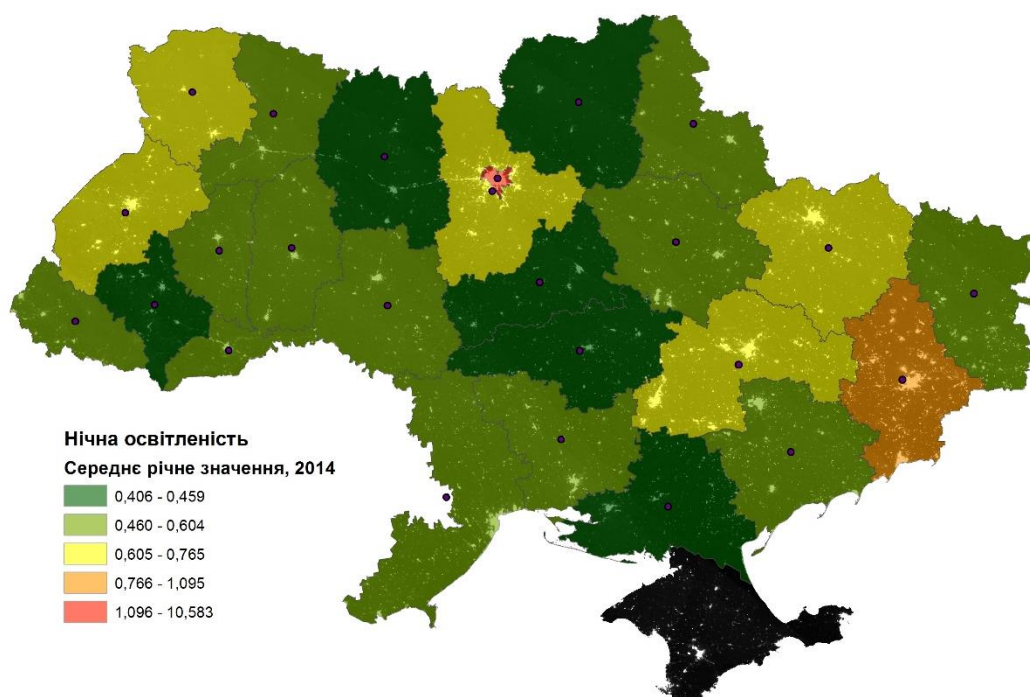 Нічна освітленість
Середнє річне значення, 2014
0,406 - 0,459
0,460 - 0,604
0,605 - 0,765
0,766 - 1,095
1,096 - 10,583